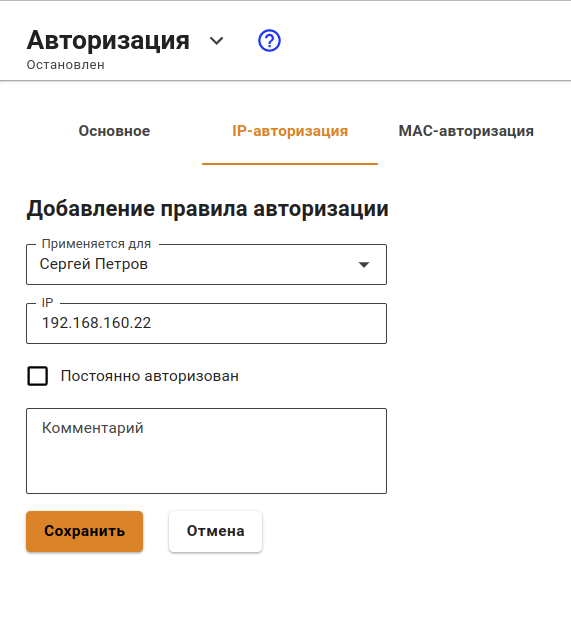 Авторизация
Остановлен
Основное IP-авторизация MAC-авторизация
Добавление правила авторизации
Применяется для
Сергей Петров
IP
192.168.160.22
Постоянно авторизован
Комментарий
Сохранить Отмена